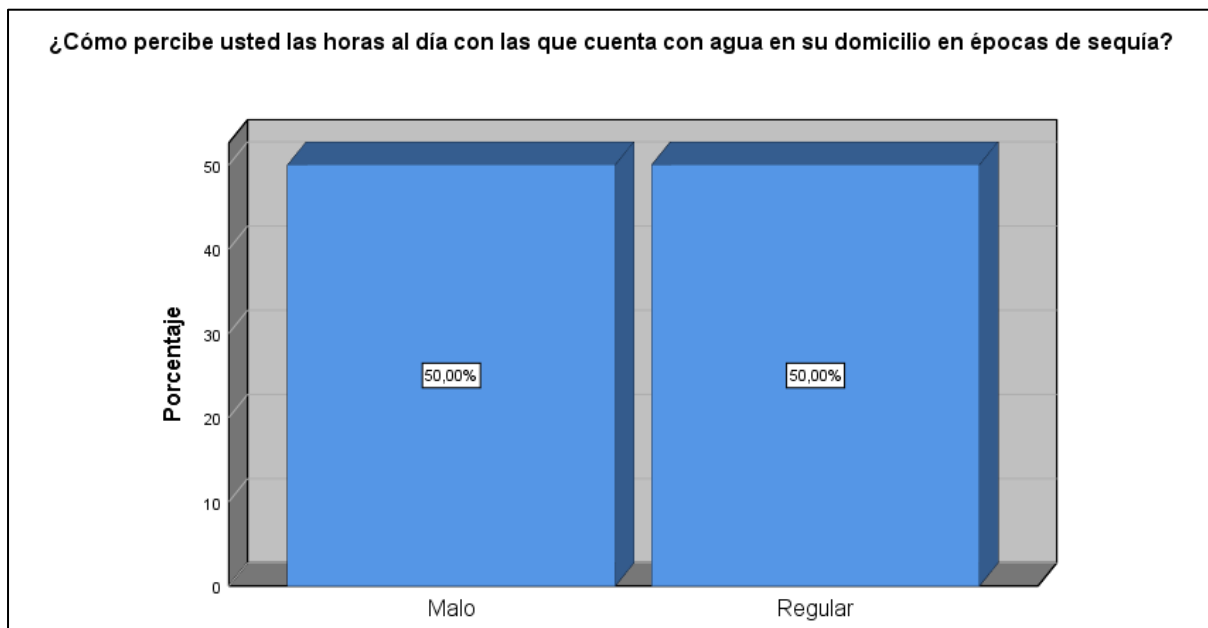 ¿Cómo percibe usted las horas al día con las que cuenta con agua en su domicilio en épocas de sequía?
50
40
30
20
10
0
Porcentaje
50,00%
50,00%
Malo
Regular